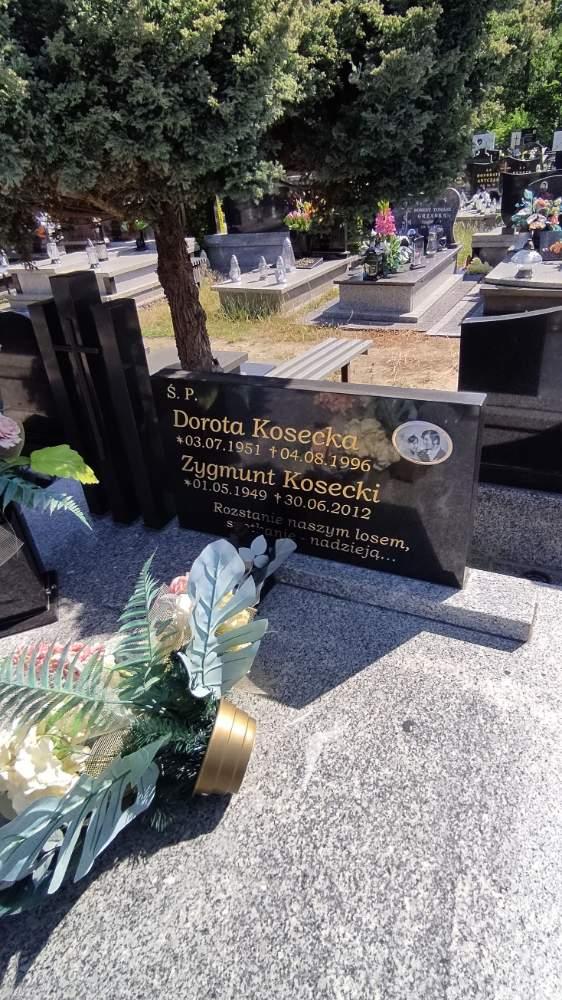 Ś. P.
Dorota Kosecka
*03.07.1951 †04.08.1996
Zygmunt Kosecki
*01.05.1949 †30.06.2012
Rozstanie naszym losem,
spotkanie - nadzieją...